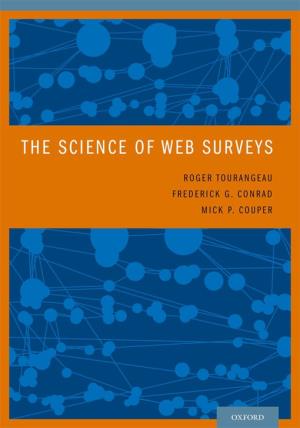 THE SCIENCE OF WEB SURVEYS
ROGER TOURANGEAU
FREDERICK G. CONRAD
MICK P. COUPER
OXFORD